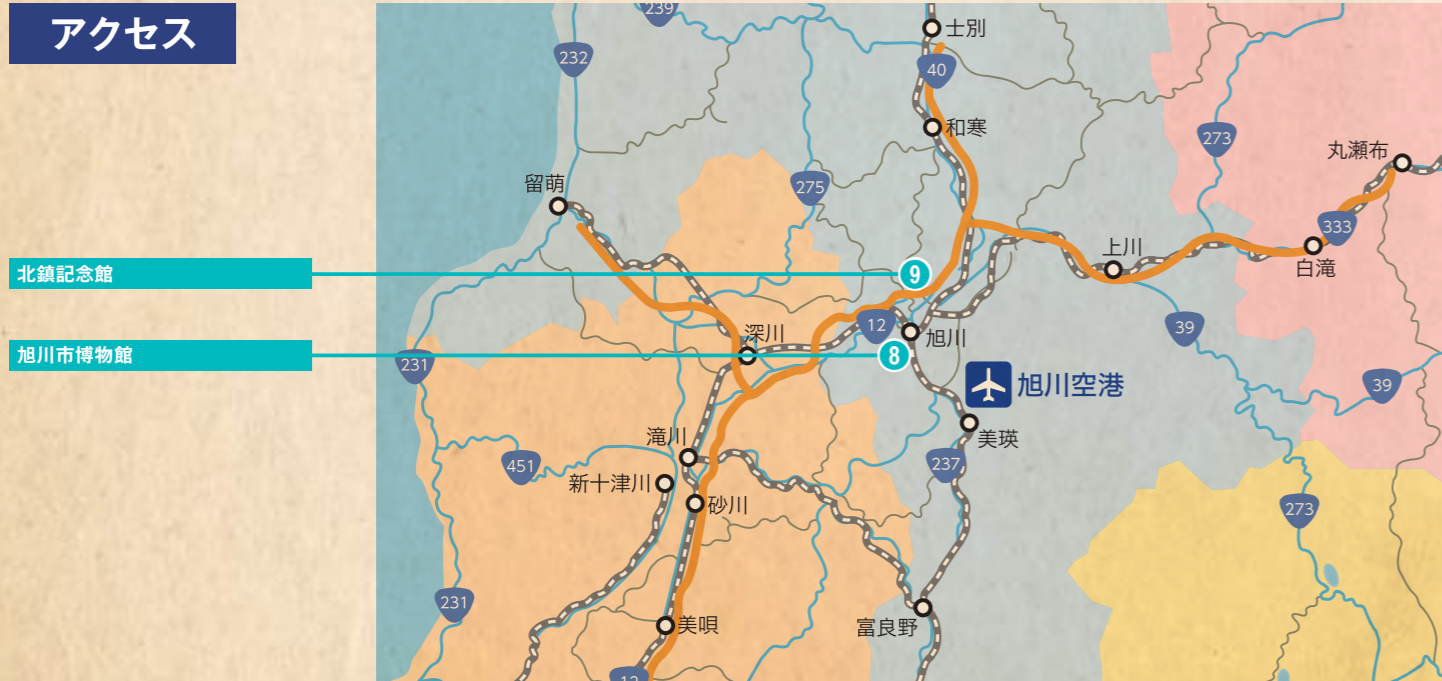 アクセス
239
士別
232
40
和寒
273
丸瀬布
留萌
275
333
上川
白滝
北鎮記念館
9
12
旭川
39
深川
旭川市博物館
8
231
旭川空港
39
美瑛
滝川
237
451
新十津川
砂川
273
231
富良野
美唄
12